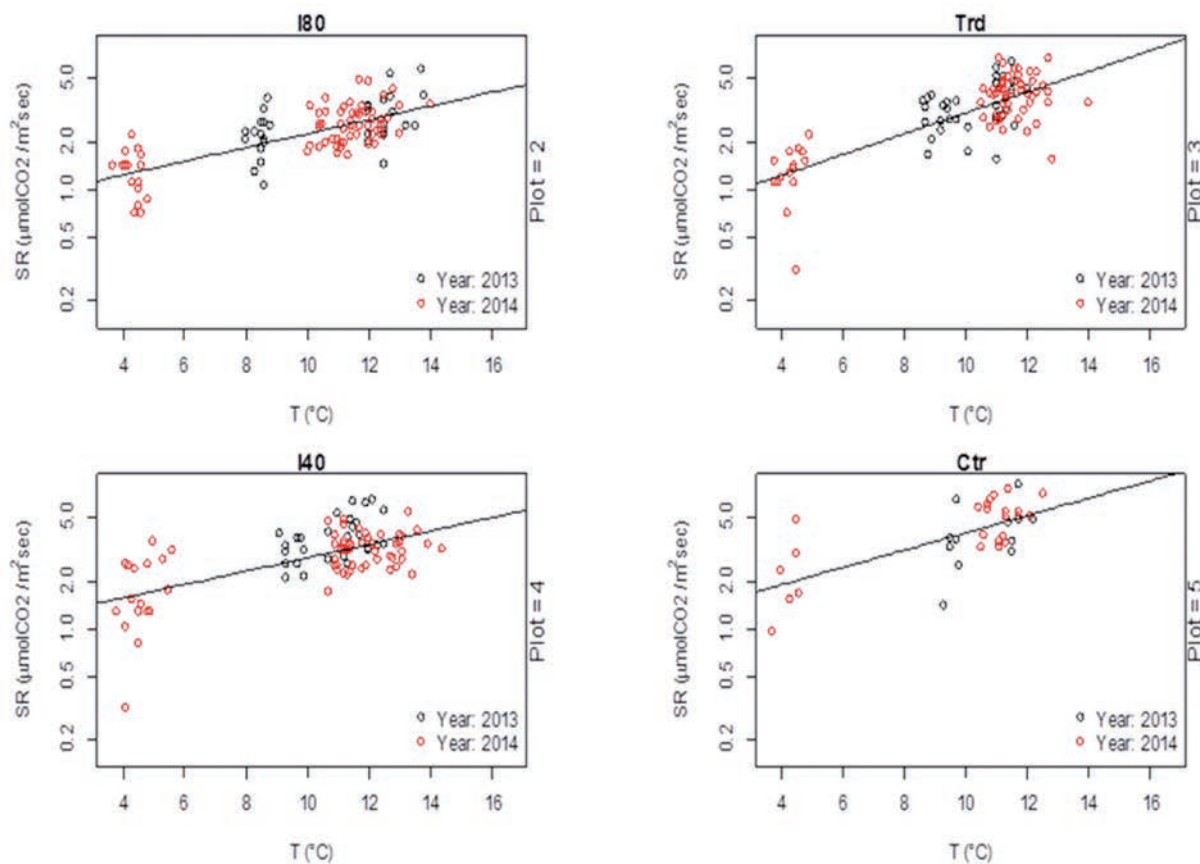 I80
SR (µmolCO2 /m²sec)
5.0
2.0
1.0
0.5
0.2
Year: 2013
Year: 2014
Plot = 2
4 6 8 10 12 14 16
T (°C)
Trd
SR (µmolCO2 /m²sec)
5.0
2.0
1.0
0.5
0.2
Year: 2013
Year: 2014
Plot = 3
4 6 8 10 12 14 16
T (°C)
I40
SR (µmolCO2 /m²sec)
5.0
2.0
1.0
0.5
0.2
Year: 2013
Year: 2014
Plot = 4
4 6 8 10 12 14 16
T (°C)
Ctr
SR (µmolCO2 /m²sec)
5.0
2.0
1.0
0.5
0.2
Year: 2013
Year: 2014
Plot = 5
4 6 8 10 12 14 16
T (°C)